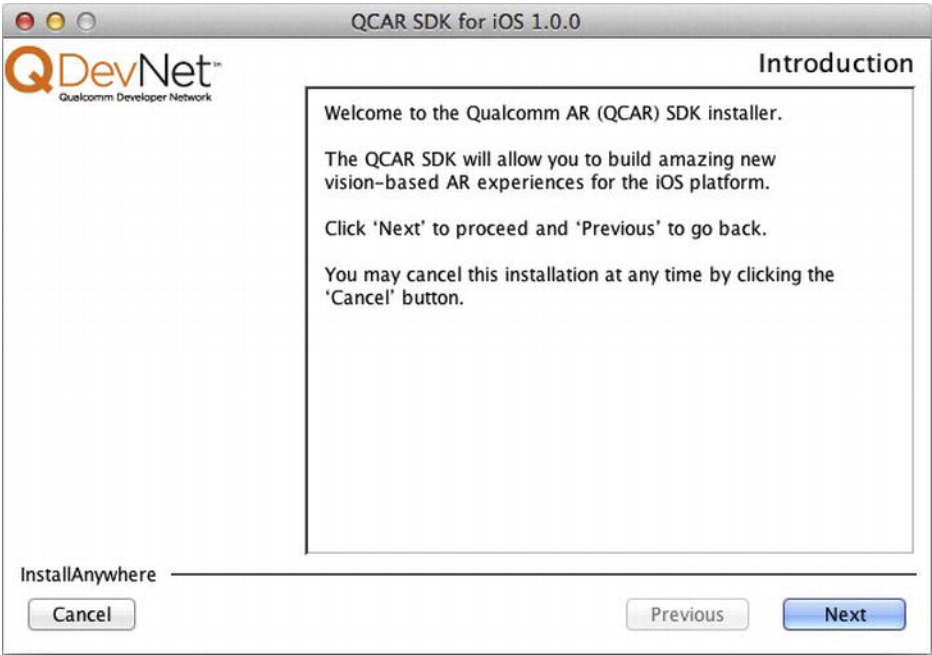 QCAR SDK for iOS 1.0.0
QDevNet™
Qualcomm Developer Network
Introduction
Welcome to the Qualcomm AR (QCAR) SDK installer.
The QCAR SDK will allow you to build amazing new
vision-based AR experiences for the iOS platform.
Click ‘Next’ to proceed and ‘Previous’ to go back.
You may cancel this installation at any time by clicking the
‘Cancel’ button.
InstallAnywhere
Cancel
Previous
Next